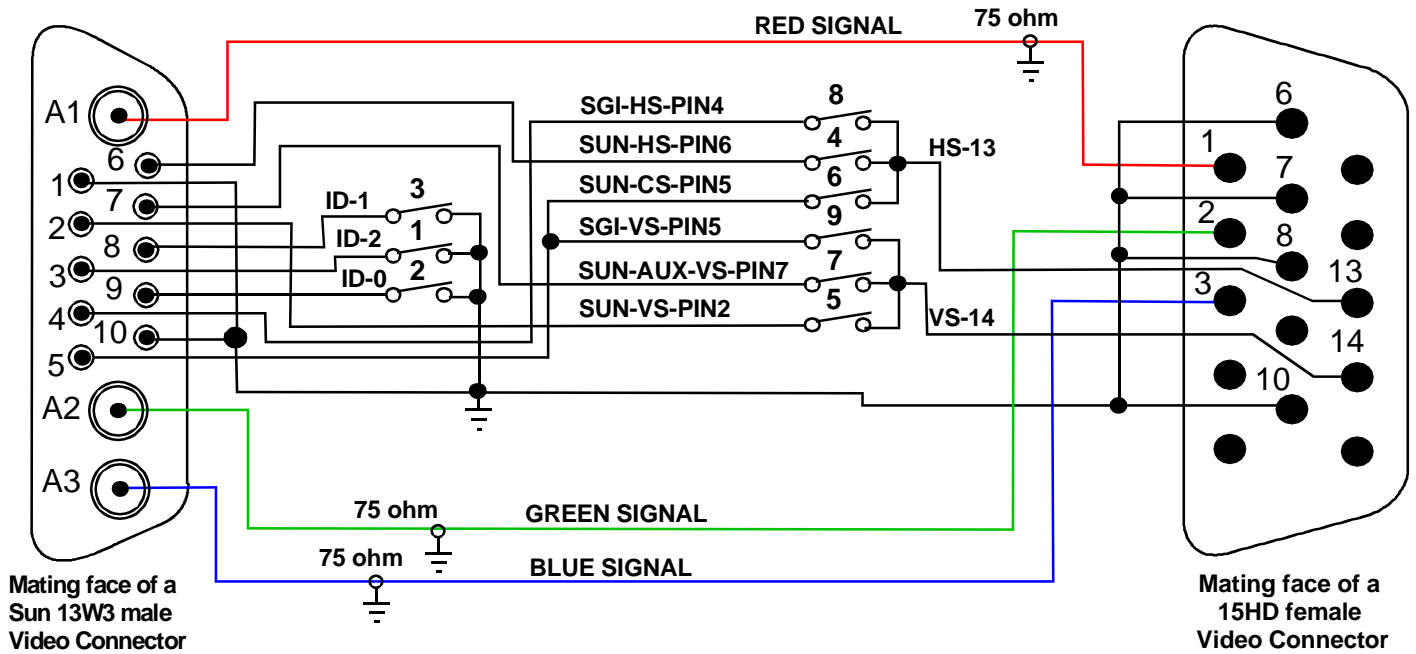 75 ohm
RED SIGNAL
A1
6
1
7
2
8
3
9
4
10
5
A2
A3
ID-1
3
ID-2
1
ID-0
2
SGI-HS-PIN4
8
SUN-HS-PIN6
4
SUN-CS-PIN5
6
SGI-VS-PIN5
9
SUN-AUX-VS-PIN7
7
SUN-VS-PIN2
5
HS-13
VS-14
6
1
7
2
8
13
3
14
10
75 ohm
GREEN SIGNAL
75 ohm
BLUE SIGNAL
Mating face of a
Sun 13W3 male
Video Connector
Mating face of a
15HD female
Video Connector